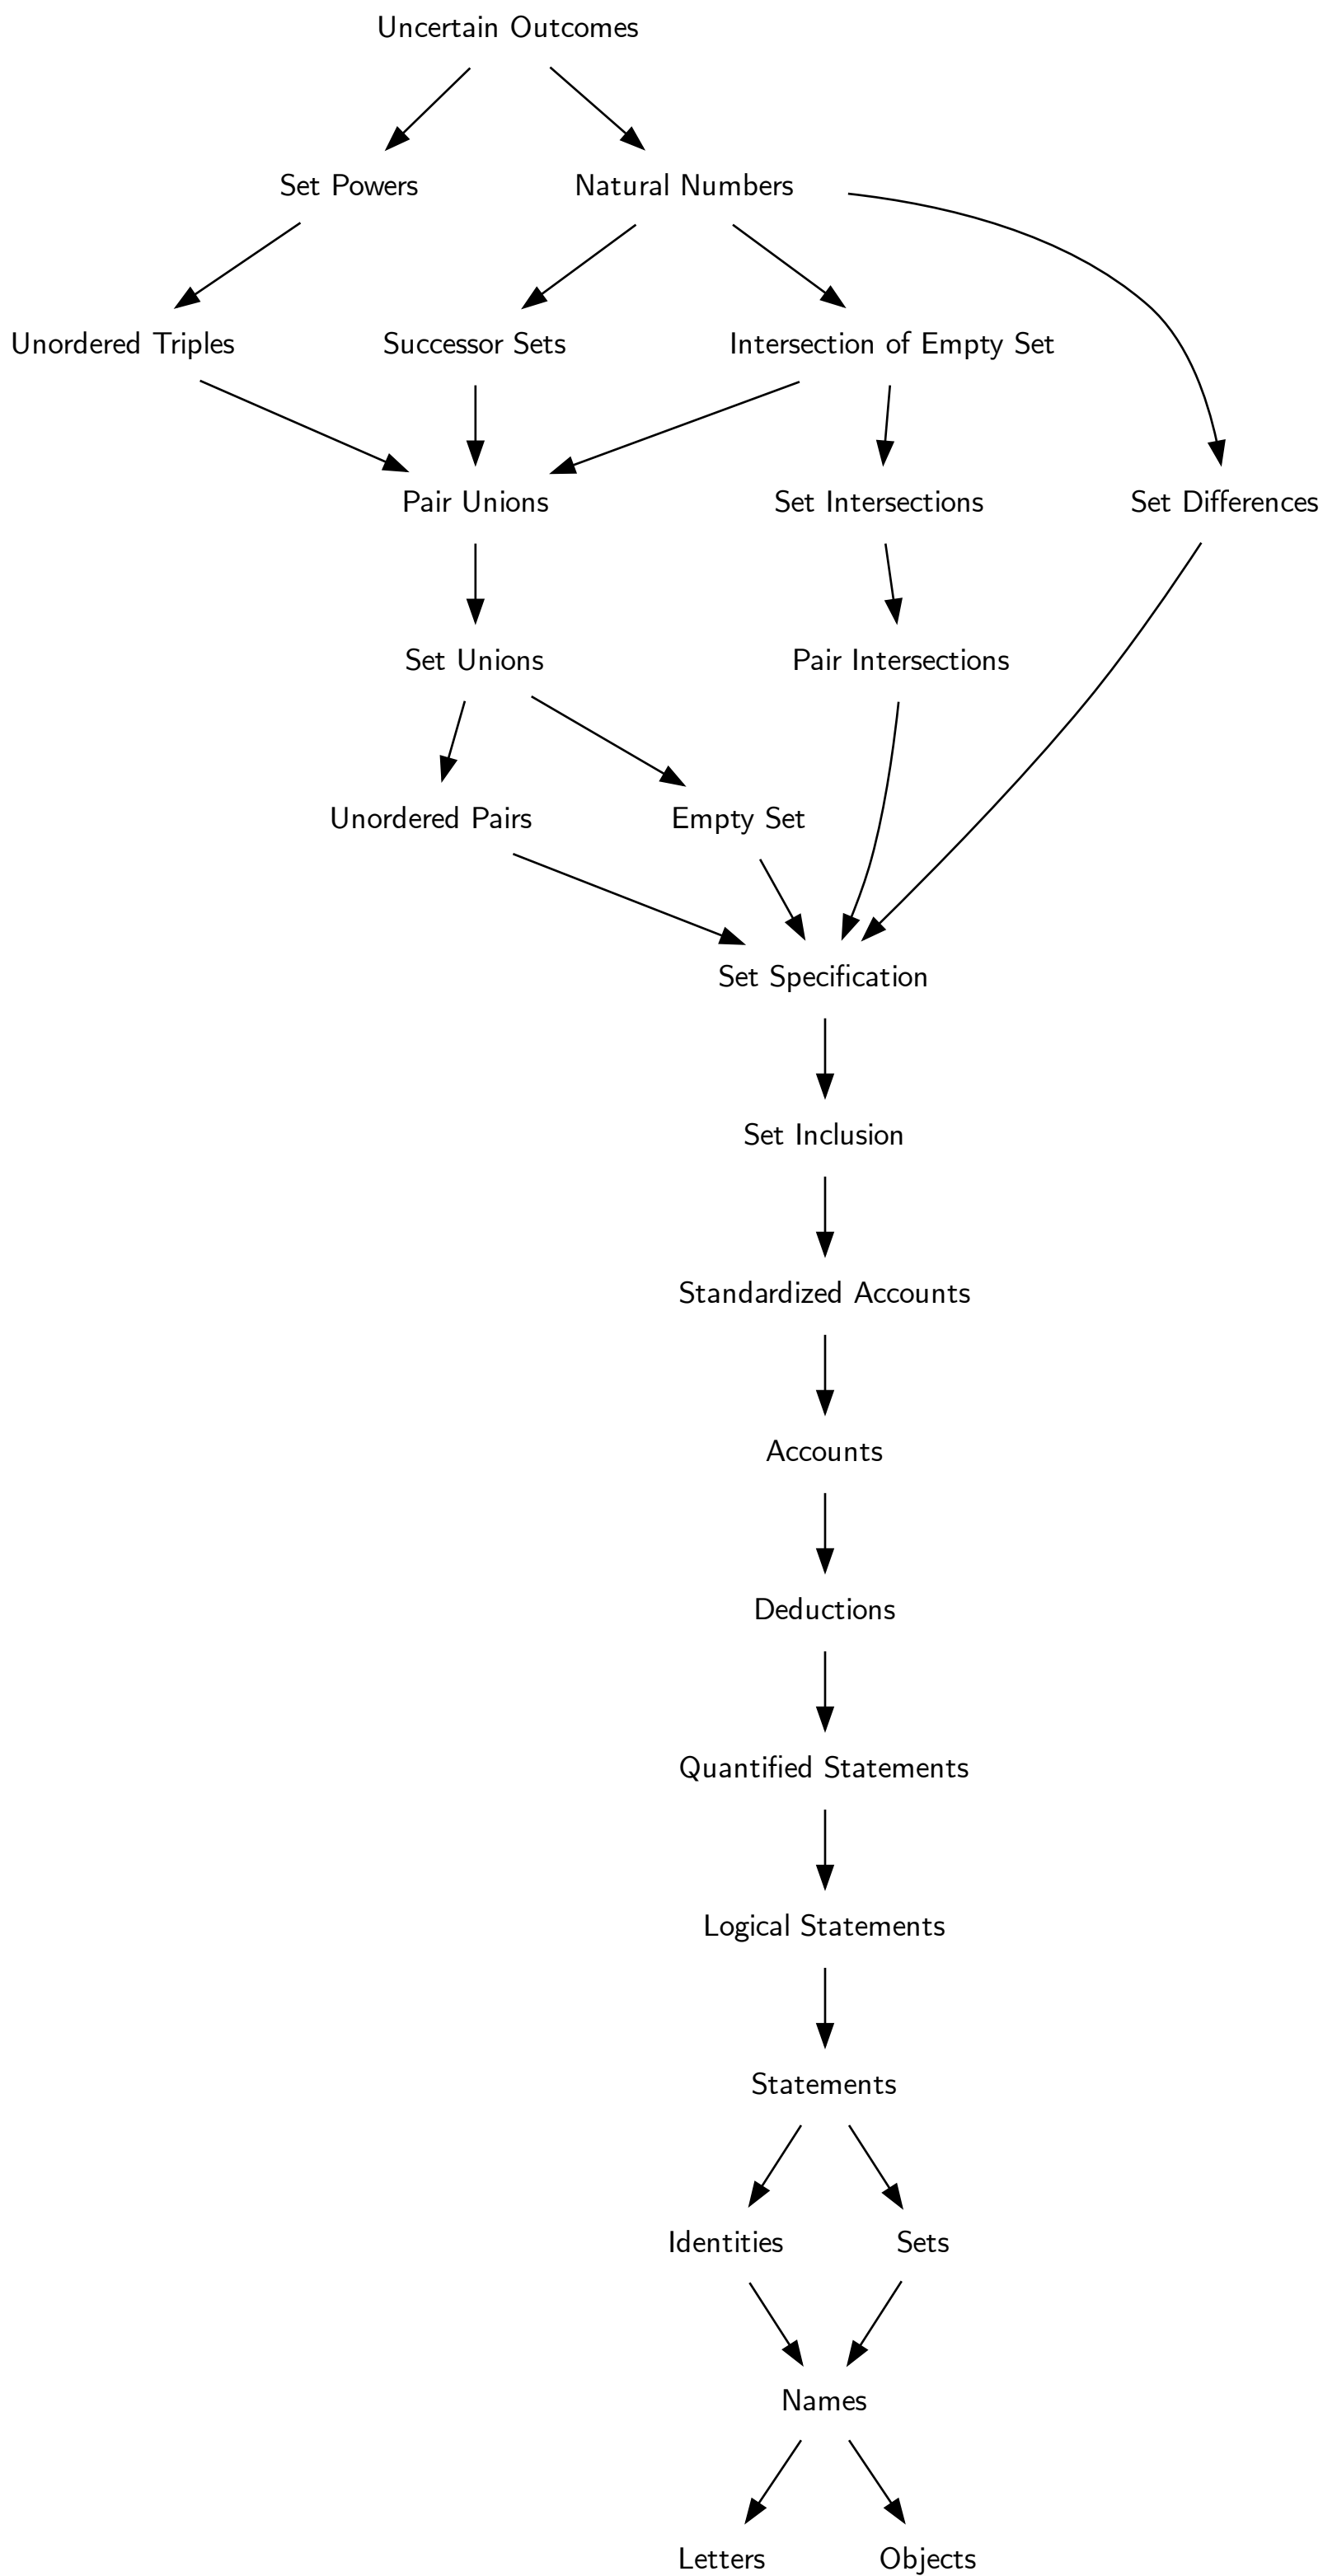 Uncertain Outcomes
Set Powers
Natural Numbers
Unordered Triples
Successor Sets
Intersection of Empty Set
Pair Unions
Set Intersections
Set Differences
Set Unions
Pair Intersections
Unordered Pairs
Empty Set
Set Specification
Set Inclusion
Standardized Accounts
Accounts
Deductions
Quantified Statements
Logical Statements
Statements
Identities
Sets
Names
Letters
Objects